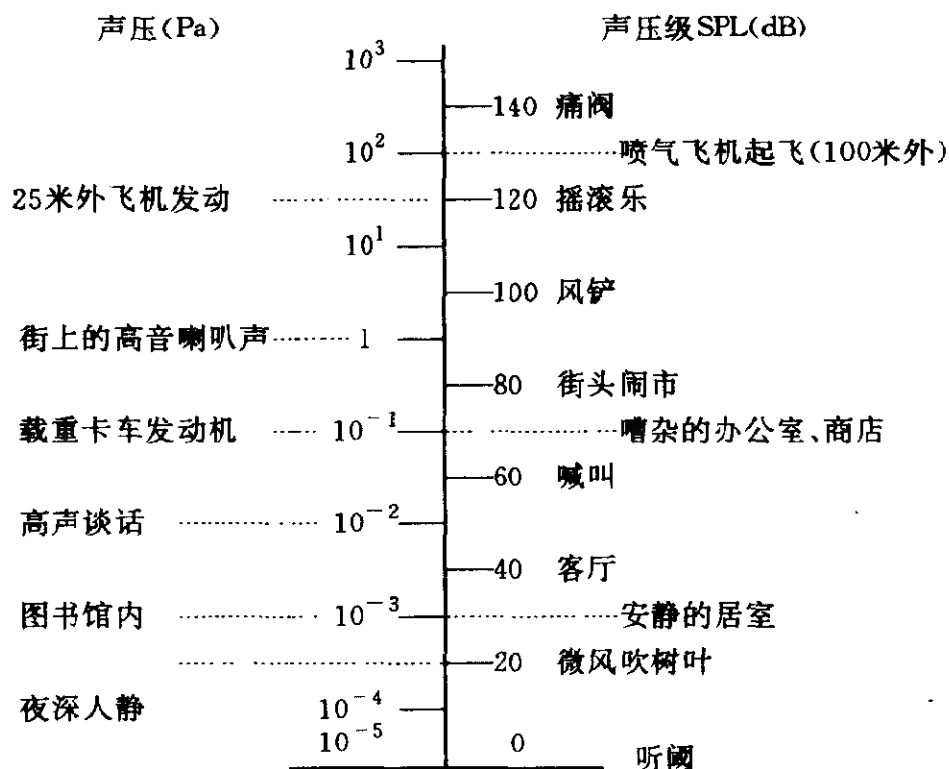 声压(Pa) 声压级SPL(dB)
10³
140 痛阀
10² 喷气飞机起飞(100米外)
25米外飞机发动 120 摇滚乐
10¹
100 风铲
街上的高音喇叭声 1
80 街头闹市
载重卡车发动机 10⁻¹ 嘈杂的办公室、商店
60 喊叫
高声谈话 10⁻²
40 客厅
图书馆内 10⁻³ 安静的居室
20 微风吹树叶
夜深人静 10⁻⁴
10⁻⁵ 0 听阈